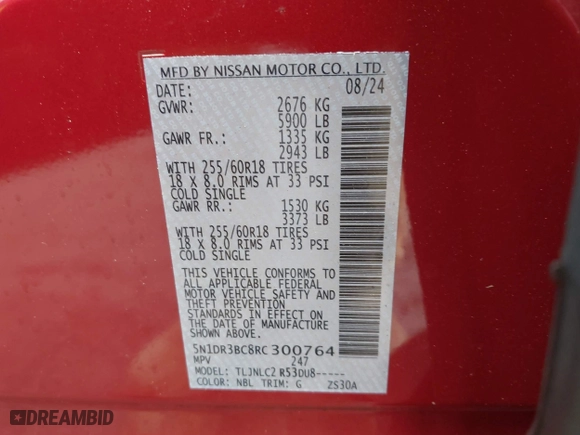 MFD BY NISSAN MOTOR CO., LTD.
DATE: 08/24
GVWR: 2676 KG
5900 LB
GAWR FR.: 1335 KG
2943 LB
WITH 255/60R18 TIRES
18 X 8.0 RIMS AT 33 PSI
COLD SINGLE
GAWR RR.: 1530 KG
3373 LB
WITH 255/60R18 TIRES
18 X 8.0 RIMS AT 33 PSI
COLD SINGLE
THIS VEHICLE CONFORMS TO
ALL APPLICABLE FEDERAL
MOTOR VEHICLE SAFETY AND
THEFT PREVENTION
STANDARDS IN EFFECT ON
THE DATE OF MANUFACTURE
SHOWN ABOVE.
5N1DR3BC8RC300764
MPV 247
MODEL: TLJNLC2 RS3DU8-----
COLOR: NBL TRIM: G ZS30A
DREAMBID